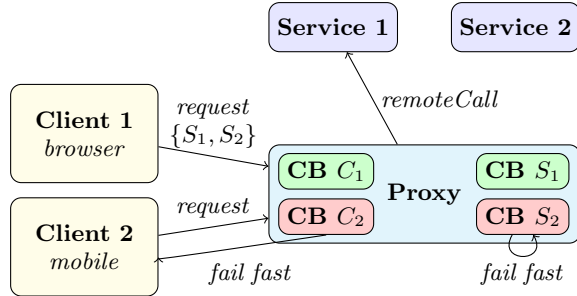 Service 1
Service 2
remoteCall
Client 1
browser
request
{S₁, S₂}
CB C₁
CB S₁
Proxy
CB C₂
CB S₂
Client 2
mobile
request
fail fast
fail fast